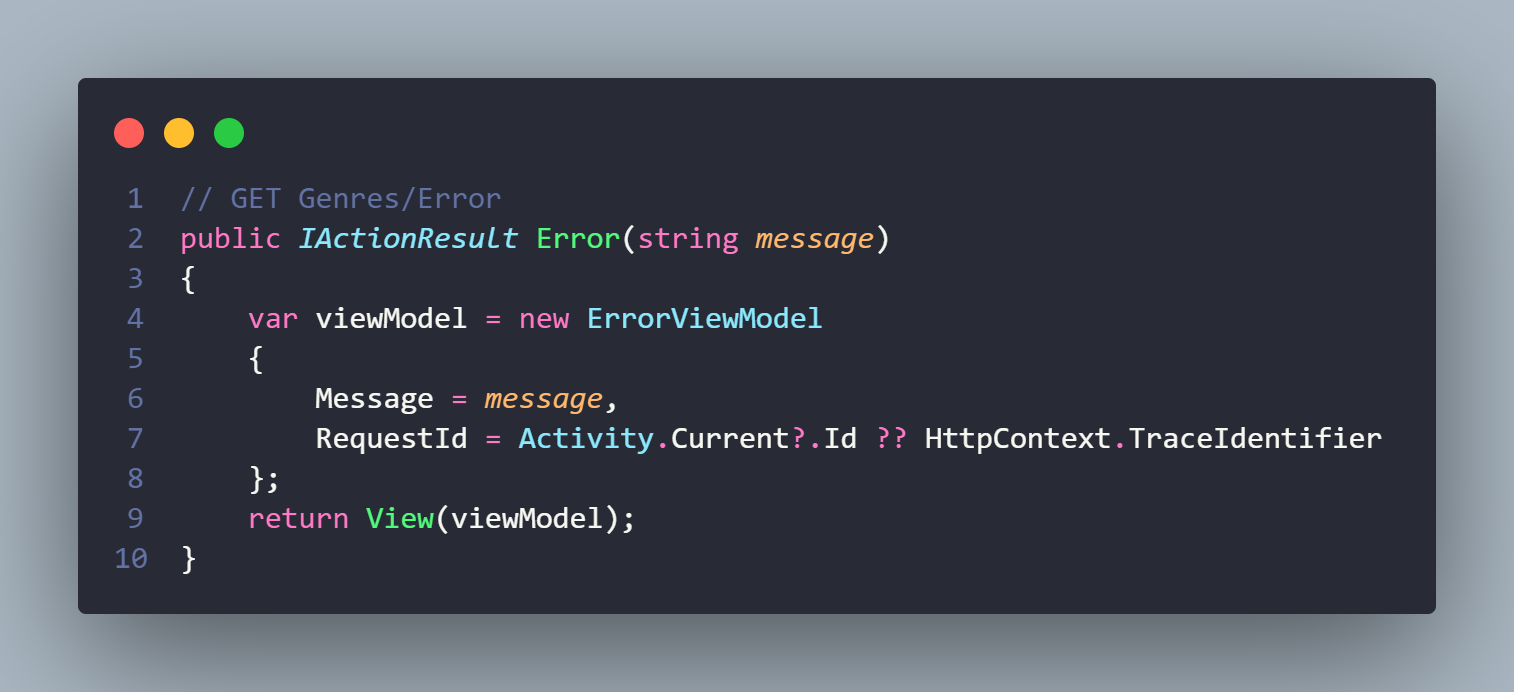 1 // GET Genres/Error
2 public IActionResult Error(string message)
3 {
4     var viewModel = new ErrorViewModel
5     {
6         Message = message,
7         RequestId = Activity.Current?.Id ?? HttpContext.TraceIdentifier
8     };
9     return View(viewModel);
10 }